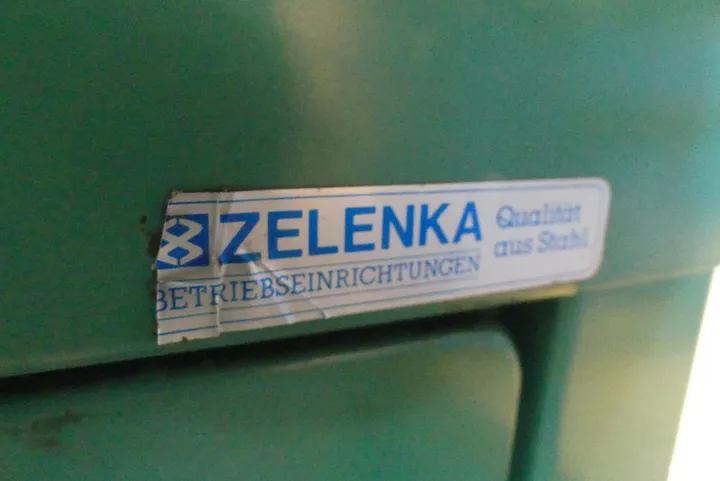 ZELENKA
BETRIEBSEINRICHTUNGEN
Qualität
aus Stahl